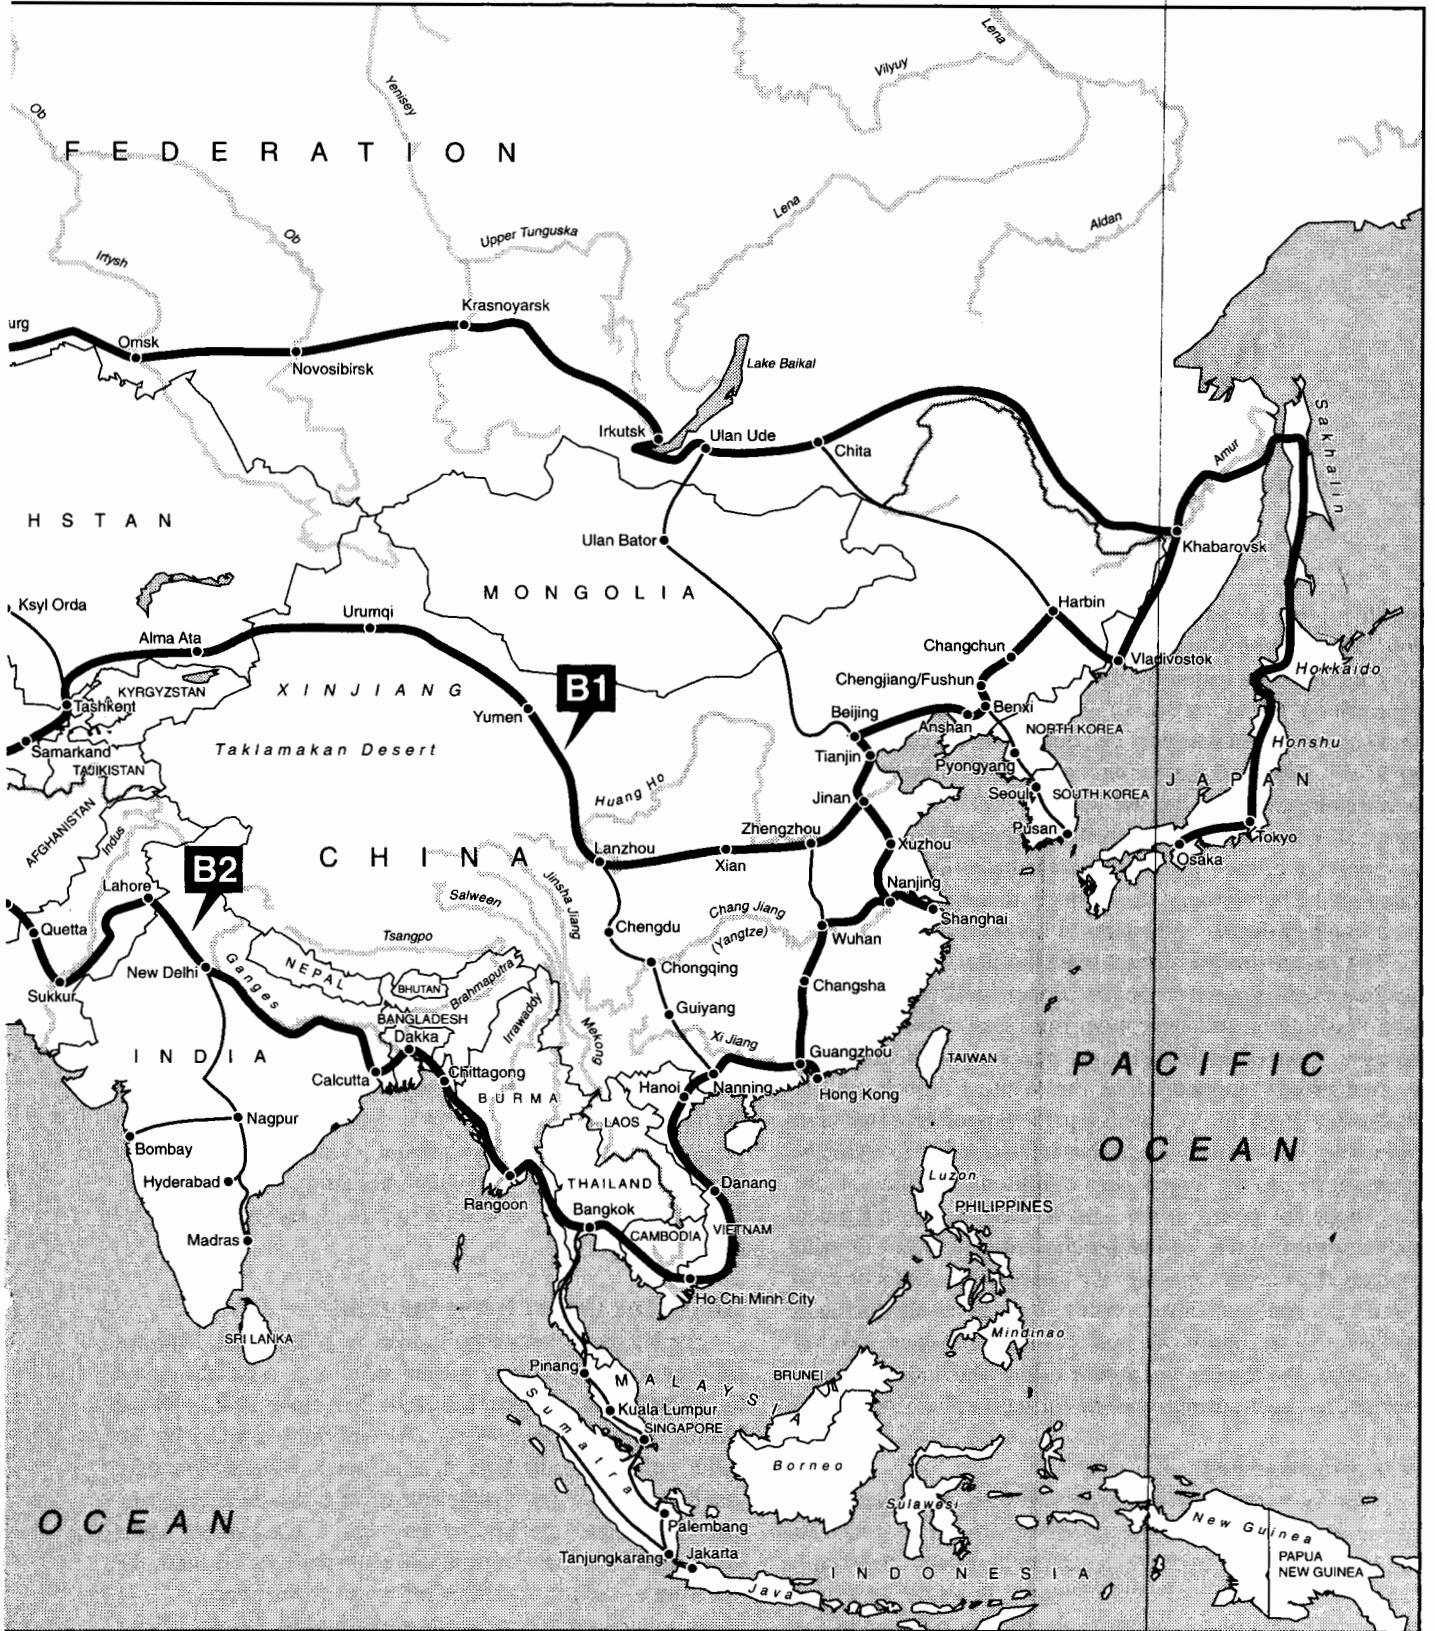 Lena
Vilyuy
Yenisey
Ob
FEDERATION
Lena
Aldan
Ob
Upper Tunguska
Irtysh
Krasnoyarsk
urg
Omsk
Novosibirsk
Lake Baikal
Sakhalin
Irkutsk
Ulan Ude
Chita
Amur
HSTAN
Ulan Bator
Khabarovsk
MONGOLIA
Ksyl Orda
Urumqi
Harbin
Alma Ata
Changchun
Vladivostok
Hokkaido
KYRGYZSTAN
XINJIANG
B1
Chengjiang/Fushun
Tashkent
Yumen
Beijing
Anshan
Benxi
NORTH KOREA
Samarkand
Taklamakan Desert
Tianjin
Honshu
TAJIKISTAN
Pyongyang
JAPAN
Huang Ho
Jinan
Seoul
SOUTH KOREA
AFGHANISTAN
Indus
Zhengzhou
Pusan
Tokyo
CHINA
Lanzhou
Xian
Xuzhou
Osaka
B2
Lahore
Jinsha Jiang
Nanjing
Salween
Chang Jiang
(Yangtze)
Shanghai
Quetta
Tsangpo
Chengdu
Wuhan
New Delhi
Ganges
NEPAL
Chongqing
BHUTAN
Brahmaputra
Sukkur
Changsha
Irrawaddy
Guiyang
BANGLADESH
Dakka
Mekong
Xi Jiang
INDIA
Guangzhou
TAIWAN
PACIFIC
Calcutta
Chittagong
Hanoi
Nanning
Hong Kong
BURMA
Nagpur
LAOS
Bombay
OCEAN
Hyderabad
THAILAND
Danang
Luzon
Rangoon
Bangkok
PHILIPPINES
Madras
CAMBODIA
VIETNAM
Ho Chi Minh City
SRI LANKA
Mindinao
Pinang
MALAYSIA
BRUNEI
Sumatra
Kuala Lumpur
SINGAPORE
Borneo
Sulawesi
OCEAN
Palembang
New Guinea
Tanjungkarang
Jakarta
INDONESIA
PAPUA
NEW GUINEA
Java